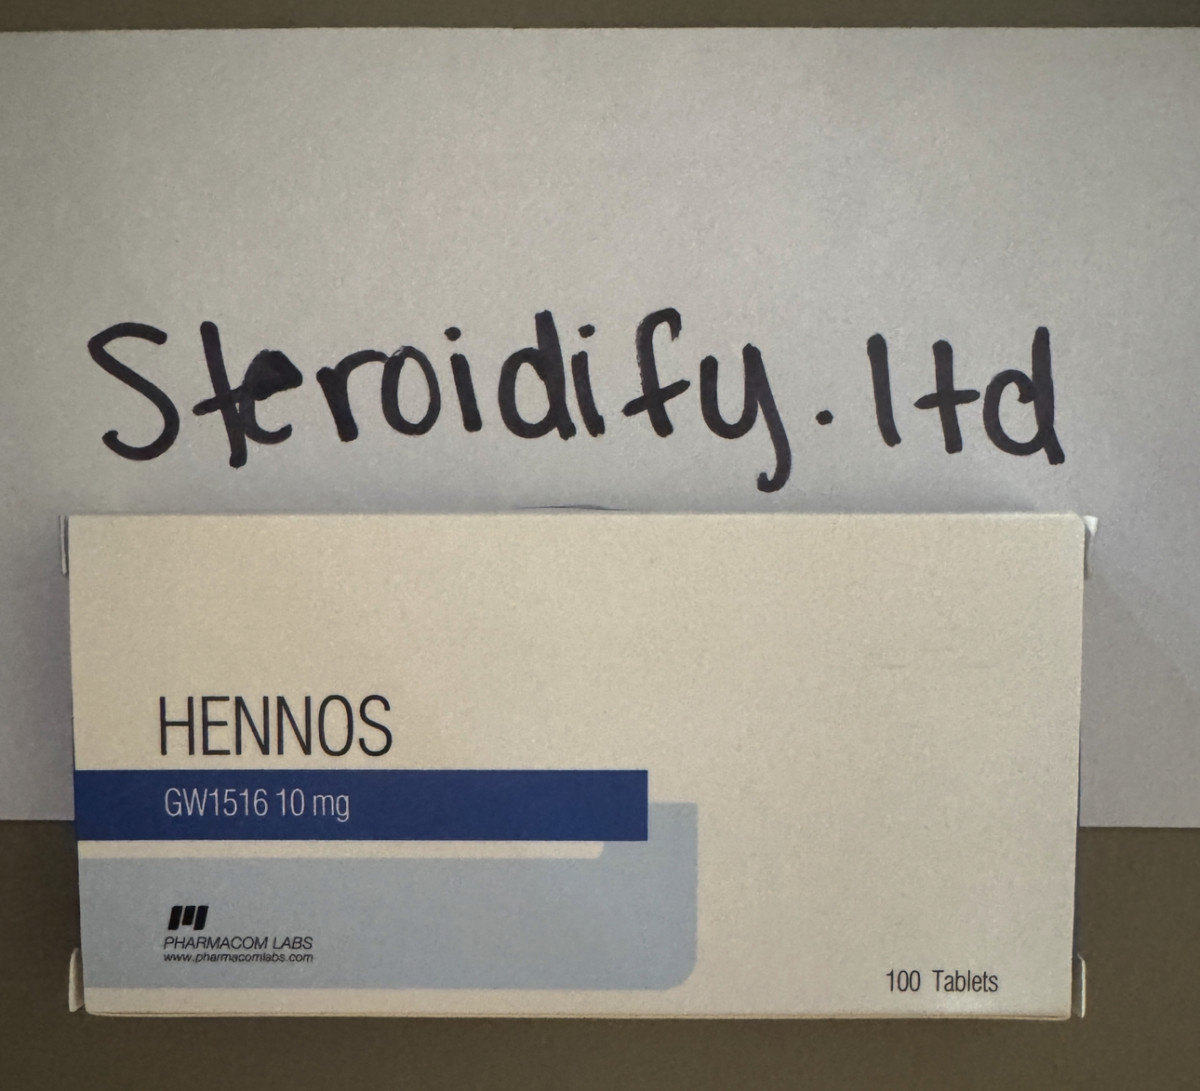 Steroidify.ltd
HENNOS
GW1516 10 mg
PHARMACOM LABS
www.pharmacomlabs.com
100 Tablets